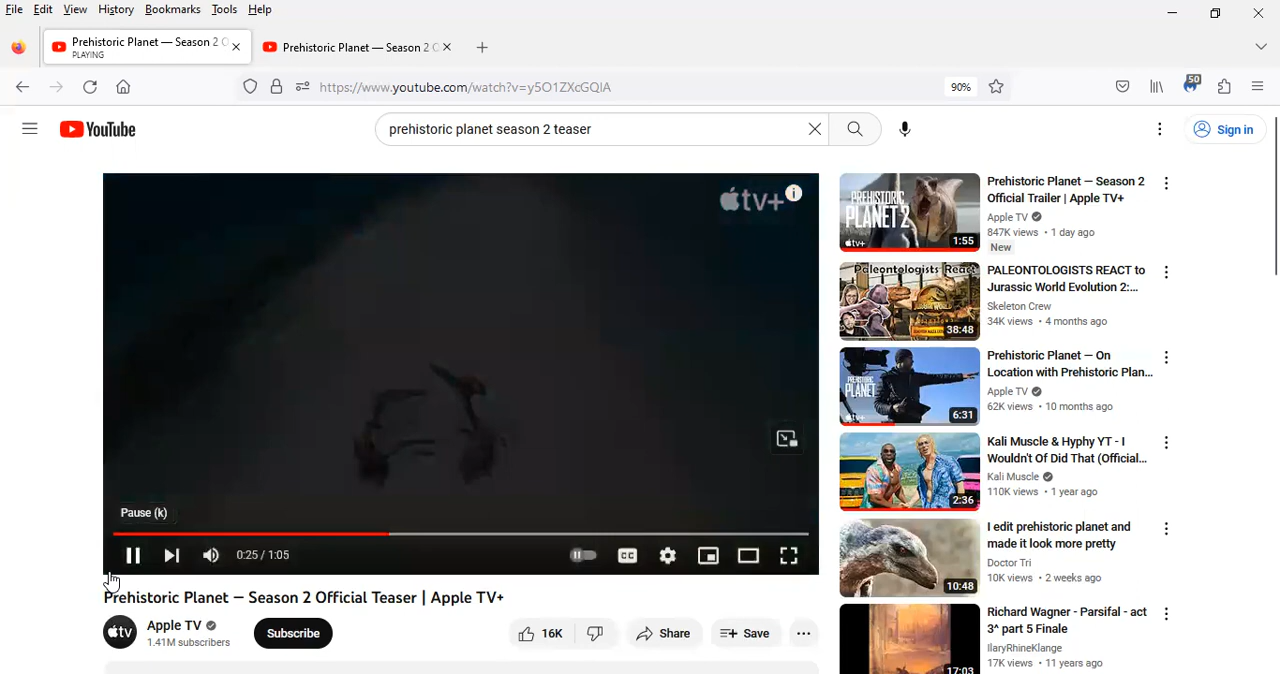 File Edit View History Bookmarks Tools Help
Prehistoric Planet — Season 2 O
PLAYING
Prehistoric Planet — Season 2 O
https://www.youtube.com/watch?v=y5O1ZXcGQIA
90%
50
YouTube
prehistoric planet season 2 teaser
Sign in
tv+
Pause (k)
0:25 / 1:05
CC
Prehistoric Planet — Season 2 Official Teaser | Apple TV+
tv
Apple TV
1.41M subscribers
Subscribe
16K
Share
Save
PREHISTORIC
PLANET 2
tv+
1:55
Prehistoric Planet — Season 2
Official Trailer | Apple TV+
Apple TV
847K views • 1 day ago
New
Paleontologists React
38:48
PALEONTOLOGISTS REACT to
Jurassic World Evolution 2:...
Skeleton Crew
34K views • 4 months ago
PREHISTORIC
PLANET
tv+
6:31
Prehistoric Planet — On
Location with Prehistoric Plan...
Apple TV
62K views • 10 months ago
2:36
Kali Muscle & Hyphy YT - I
Wouldn't Of Did That (Official...
Kali Muscle
110K views • 1 year ago
10:48
I edit prehistoric planet and
made it look more pretty
Doctor Tri
10K views • 2 weeks ago
17:03
Richard Wagner - Parsifal - act
3^ part 5 Finale
IlaryRhineKlange
17K views • 11 years ago